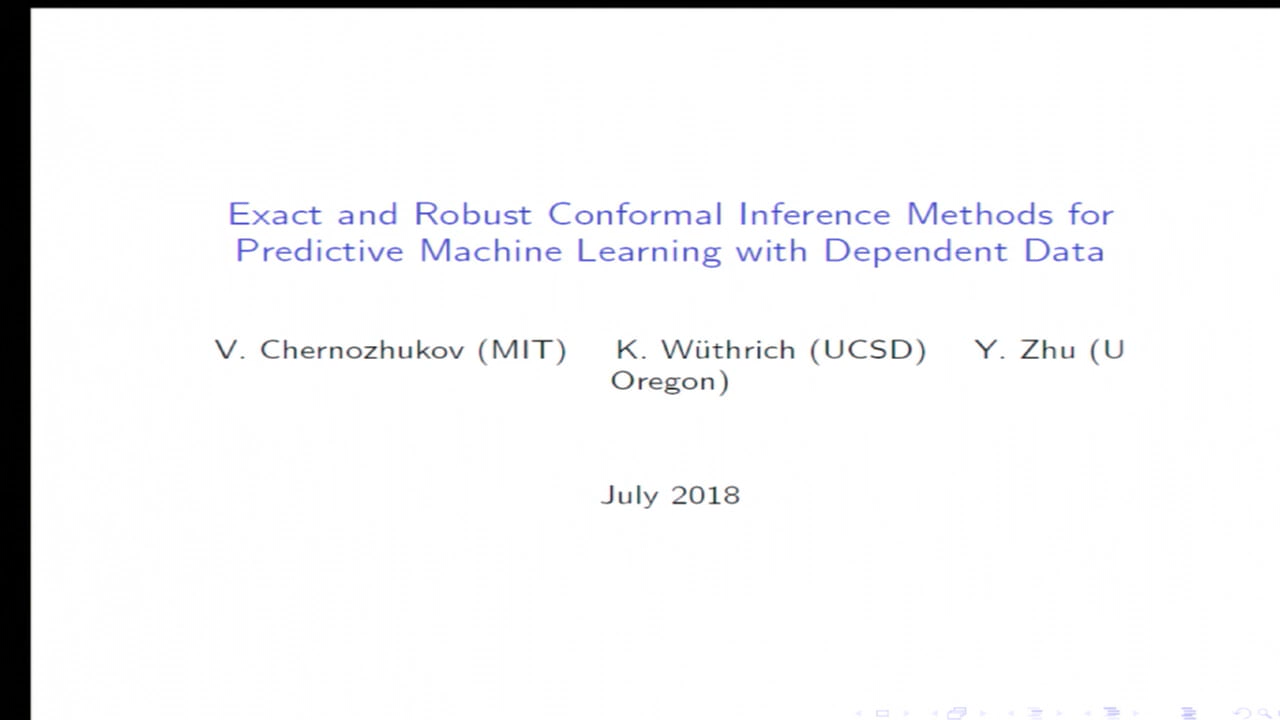 Exact and Robust Conformal Inference Methods for
Predictive Machine Learning with Dependent Data
V. Chernozhukov (MIT) K. Wüthrich (UCSD) Y. Zhu (U
Oregon)
July 2018